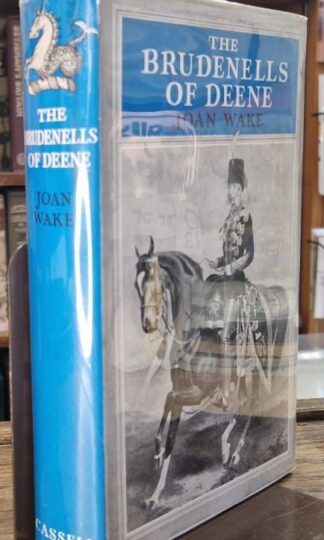 THE
BRUDENELLS
OF DEENE
JOAN
WAKE
CASSELL
THE
BRUDENELLS
OF DEENE
JOAN WAKE